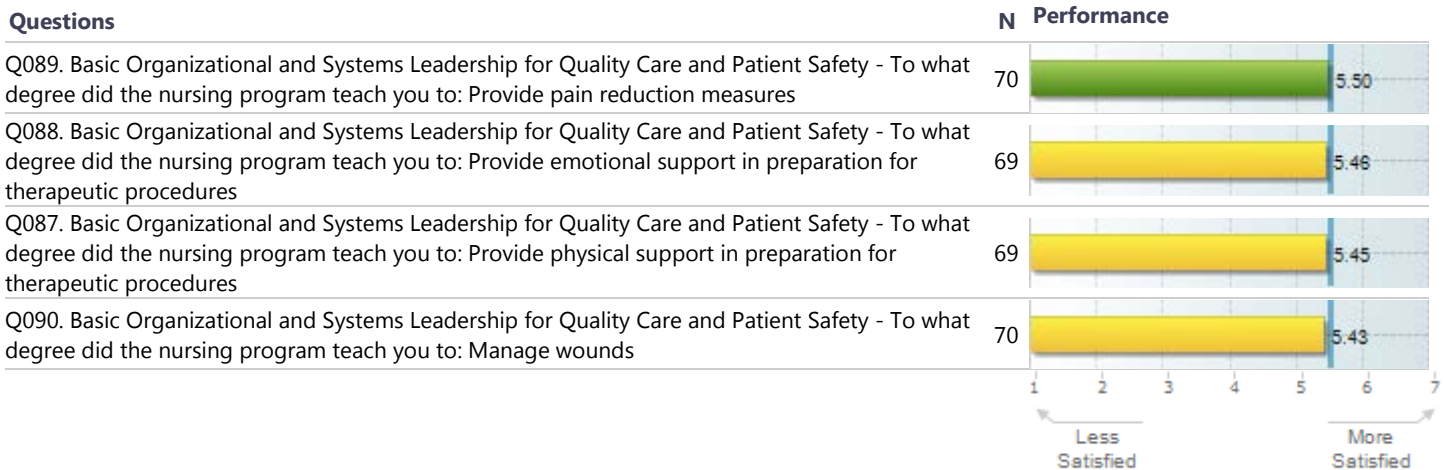 Questions N Performance
Q089. Basic Organizational and Systems Leadership for Quality Care and Patient Safety - To what
degree did the nursing program teach you to: Provide pain reduction measures
70 5.50
Q088. Basic Organizational and Systems Leadership for Quality Care and Patient Safety - To what
degree did the nursing program teach you to: Provide emotional support in preparation for
therapeutic procedures
69 5.46
Q087. Basic Organizational and Systems Leadership for Quality Care and Patient Safety - To what
degree did the nursing program teach you to: Provide physical support in preparation for
therapeutic procedures
69 5.45
Q090. Basic Organizational and Systems Leadership for Quality Care and Patient Safety - To what
degree did the nursing program teach you to: Manage wounds
70 5.43
1 2 3 4 5 6 7
Less More
Satisfied Satisfied